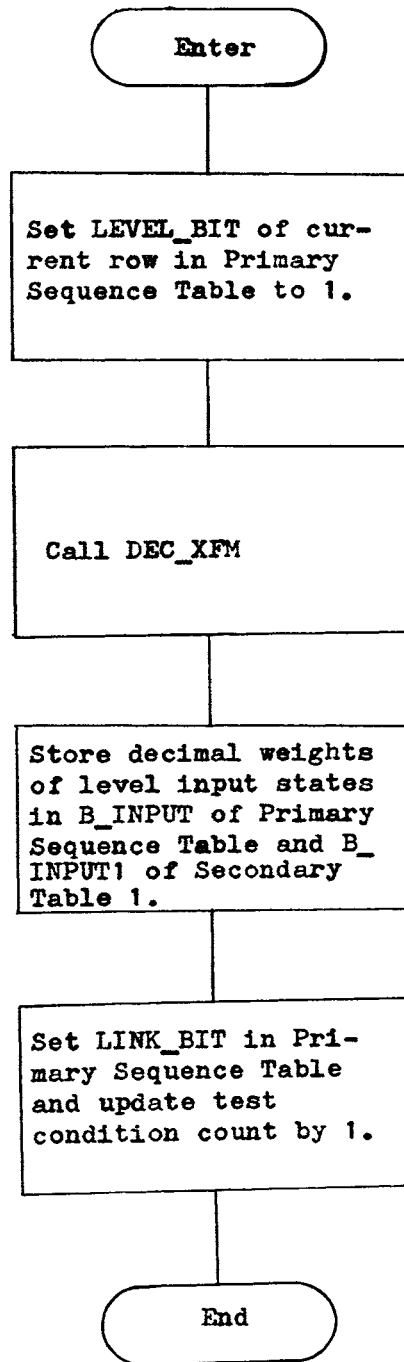 Enter
Set LEVEL_BIT of cur-
rent row in Primary
Sequence Table to 1.
Call DEC_XFM
Store decimal weights
of level input states
in B_INPUT of Primary
Sequence Table and B_
INPUT1 of Secondary
Table 1.
Set LINK_BIT in Pri-
mary Sequence Table
and update test
condition count by 1.
End